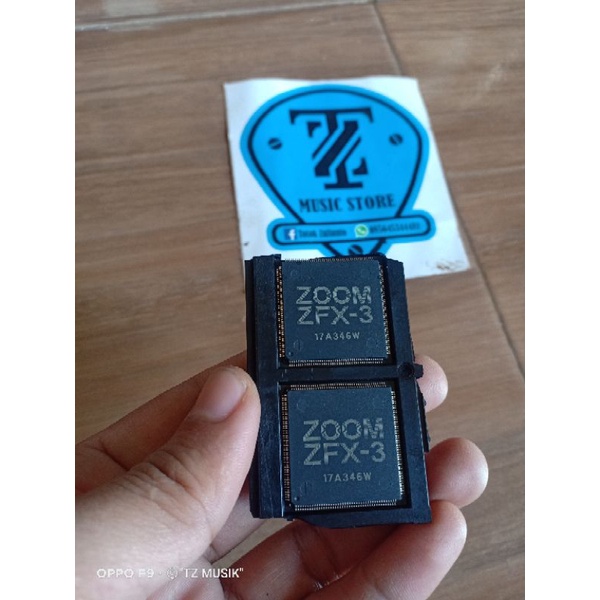 TZ
MUSIC STORE
ZOOM
ZFX-3
17A346W
ZOOM
ZFX-3
17A346W
OPPO F9 · "TZ MUSIK"